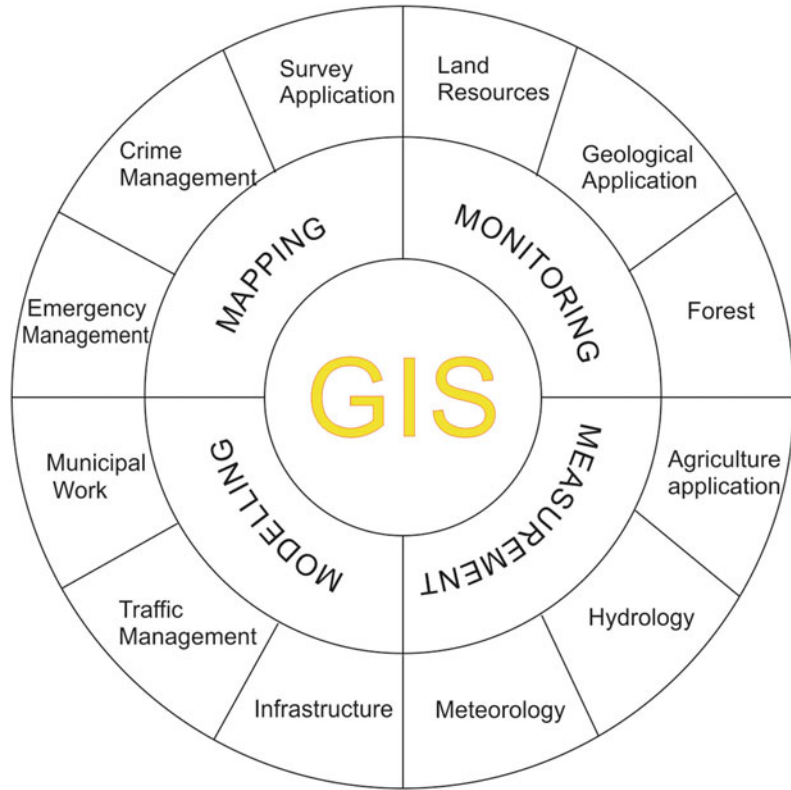 Survey
Application
Land
Resources
Crime
Management
Geological
Application
MAPPING
MONITORING
Emergency
Management
Forest
GIS
Municipal
Work
MODELLING
MEASUREMENT
Agriculture
application
Traffic
Management
Hydrology
Infrastructure
Meteorology